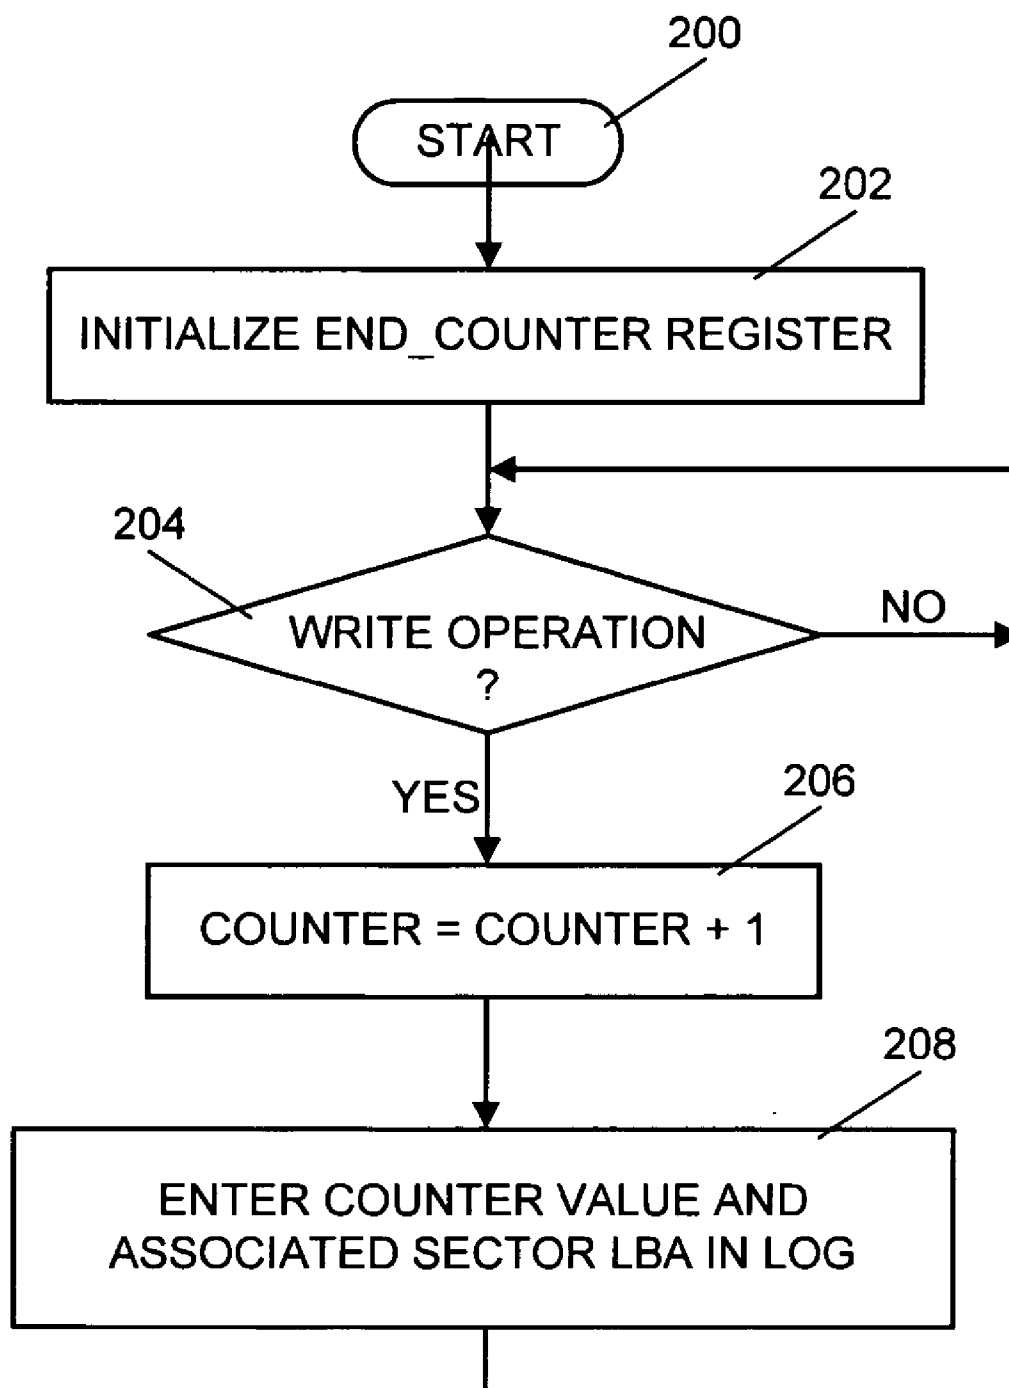 200
START
202
INITIALIZE END_COUNTER REGISTER
204
WRITE OPERATION
?
NO
YES
206
COUNTER = COUNTER + 1
208
ENTER COUNTER VALUE AND
ASSOCIATED SECTOR LBA IN LOG